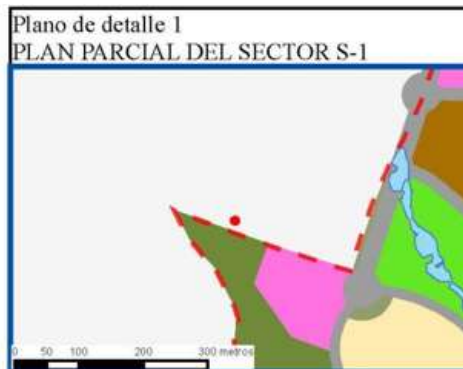 Plano de detalle 1
PLAN PARCIAL DEL SECTOR S-1
0 50 100 200 300 metros